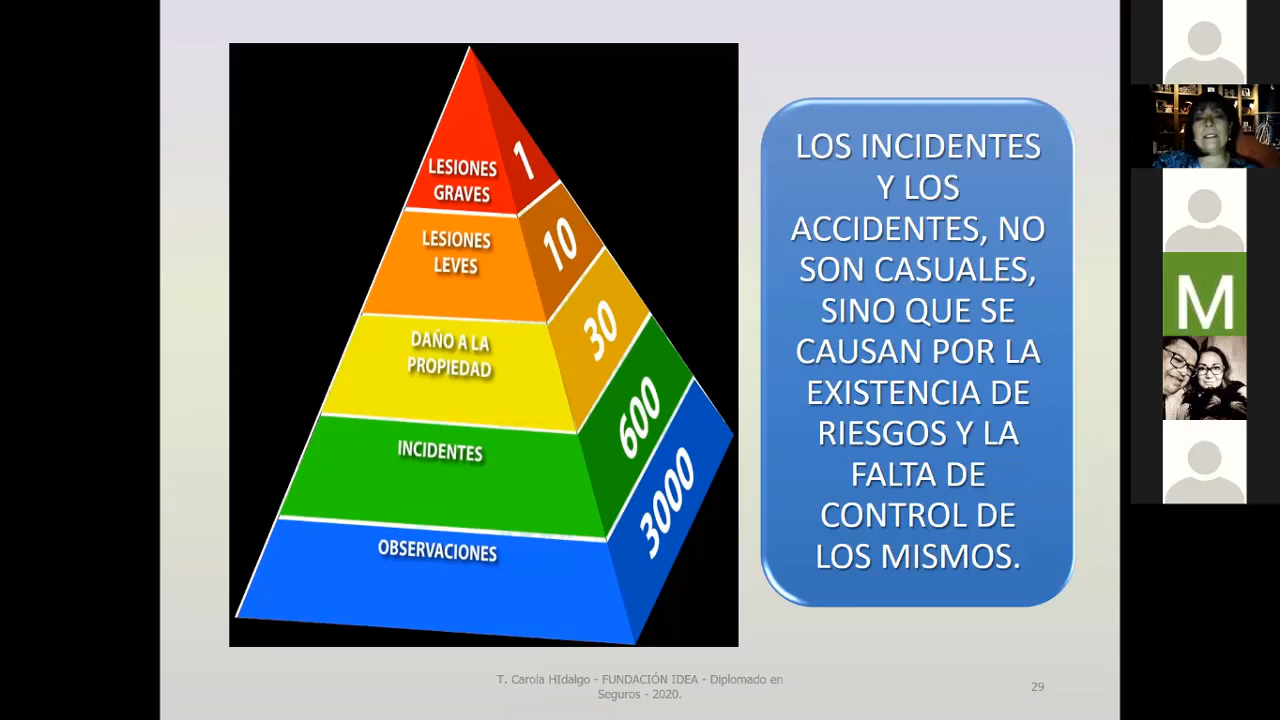 LESIONES
GRAVES
1
LESIONES
LEVES
10
DAÑO A LA
PROPIEDAD
30
INCIDENTES
600
OBSERVACIONES
3000
LOS INCIDENTES
Y LOS
ACCIDENTES, NO
SON CASUALES,
SINO QUE SE
CAUSAN POR LA
EXISTENCIA DE
RIESGOS Y LA
FALTA DE
CONTROL DE
LOS MISMOS.
M
T. Carola HIdalgo - FUNDACIÓN IDEA - Diplomado en
Seguros - 2020.
29